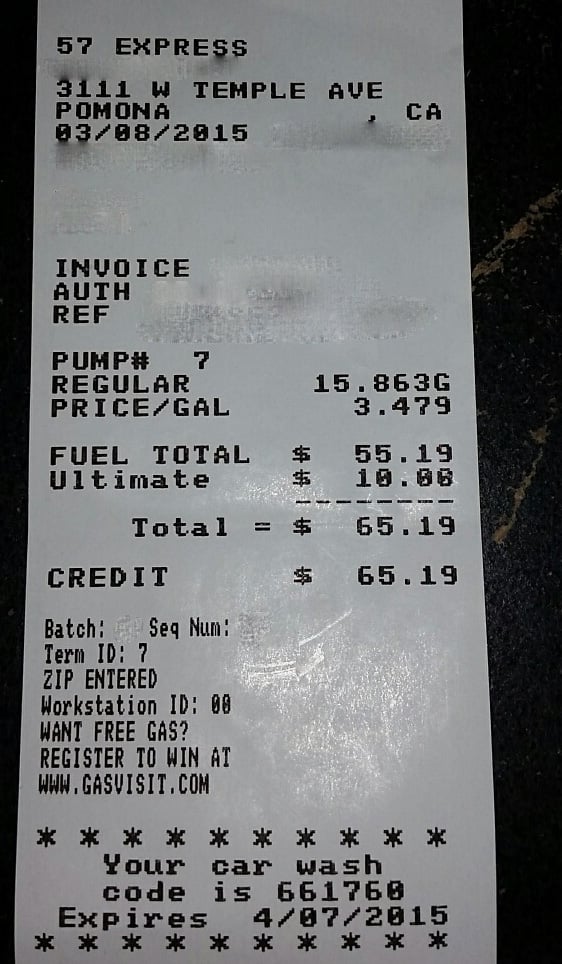 57 EXPRESS
3111 W TEMPLE AVE
POMONA , CA
03/08/2015
INVOICE
AUTH
REF
PUMP# 7
REGULAR 15.863G
PRICE/GAL 3.479
FUEL TOTAL $ 55.19
Ultimate $ 10.00
--------
Total = $ 65.19
CREDIT $ 65.19
Batch: Seq Num:
Term ID: 7
ZIP ENTERED
Workstation ID: 00
WANT FREE GAS?
REGISTER TO WIN AT
WWW.GASVISIT.COM
* * * * * * * * * *
Your car wash
code is 661760
Expires 4/07/2015
* * * * * * * * * *